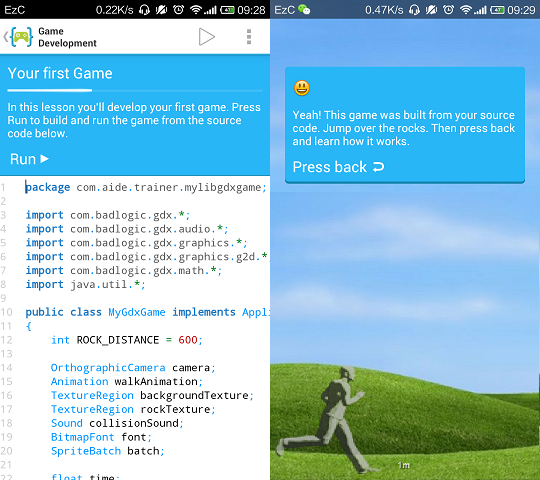 EzC 0.22K/s 09:28
Game
Development
Your first Game
In this lesson you'll develop your first game. Press
Run to build and run the game from the source
code below.
Run
1 package com.aide.trainer.mylibgdxgame;
2
3 import com.badlogic.gdx.*;
4 import com.badlogic.gdx.audio.*;
5 import com.badlogic.gdx.graphics.*;
6 import com.badlogic.gdx.graphics.g2d.*
7 import com.badlogic.gdx.math.*;
8 import java.util.*;
9
10 public class MyGdxGame implements Appli
11 {
12 int ROCK_DISTANCE = 600;
13
14 OrthographicCamera camera;
15 Animation walkAnimation;
16 TextureRegion backgroundTexture;
17 TextureRegion rockTexture;
18 Sound collisionSound;
19 BitmapFont font;
20 SpriteBatch batch;
21
22 float time;
EzC 0.47K/s 09:29
Yeah! This game was built from your source
code. Jump over the rocks. Then press back
and learn how it works.
Press back
1m